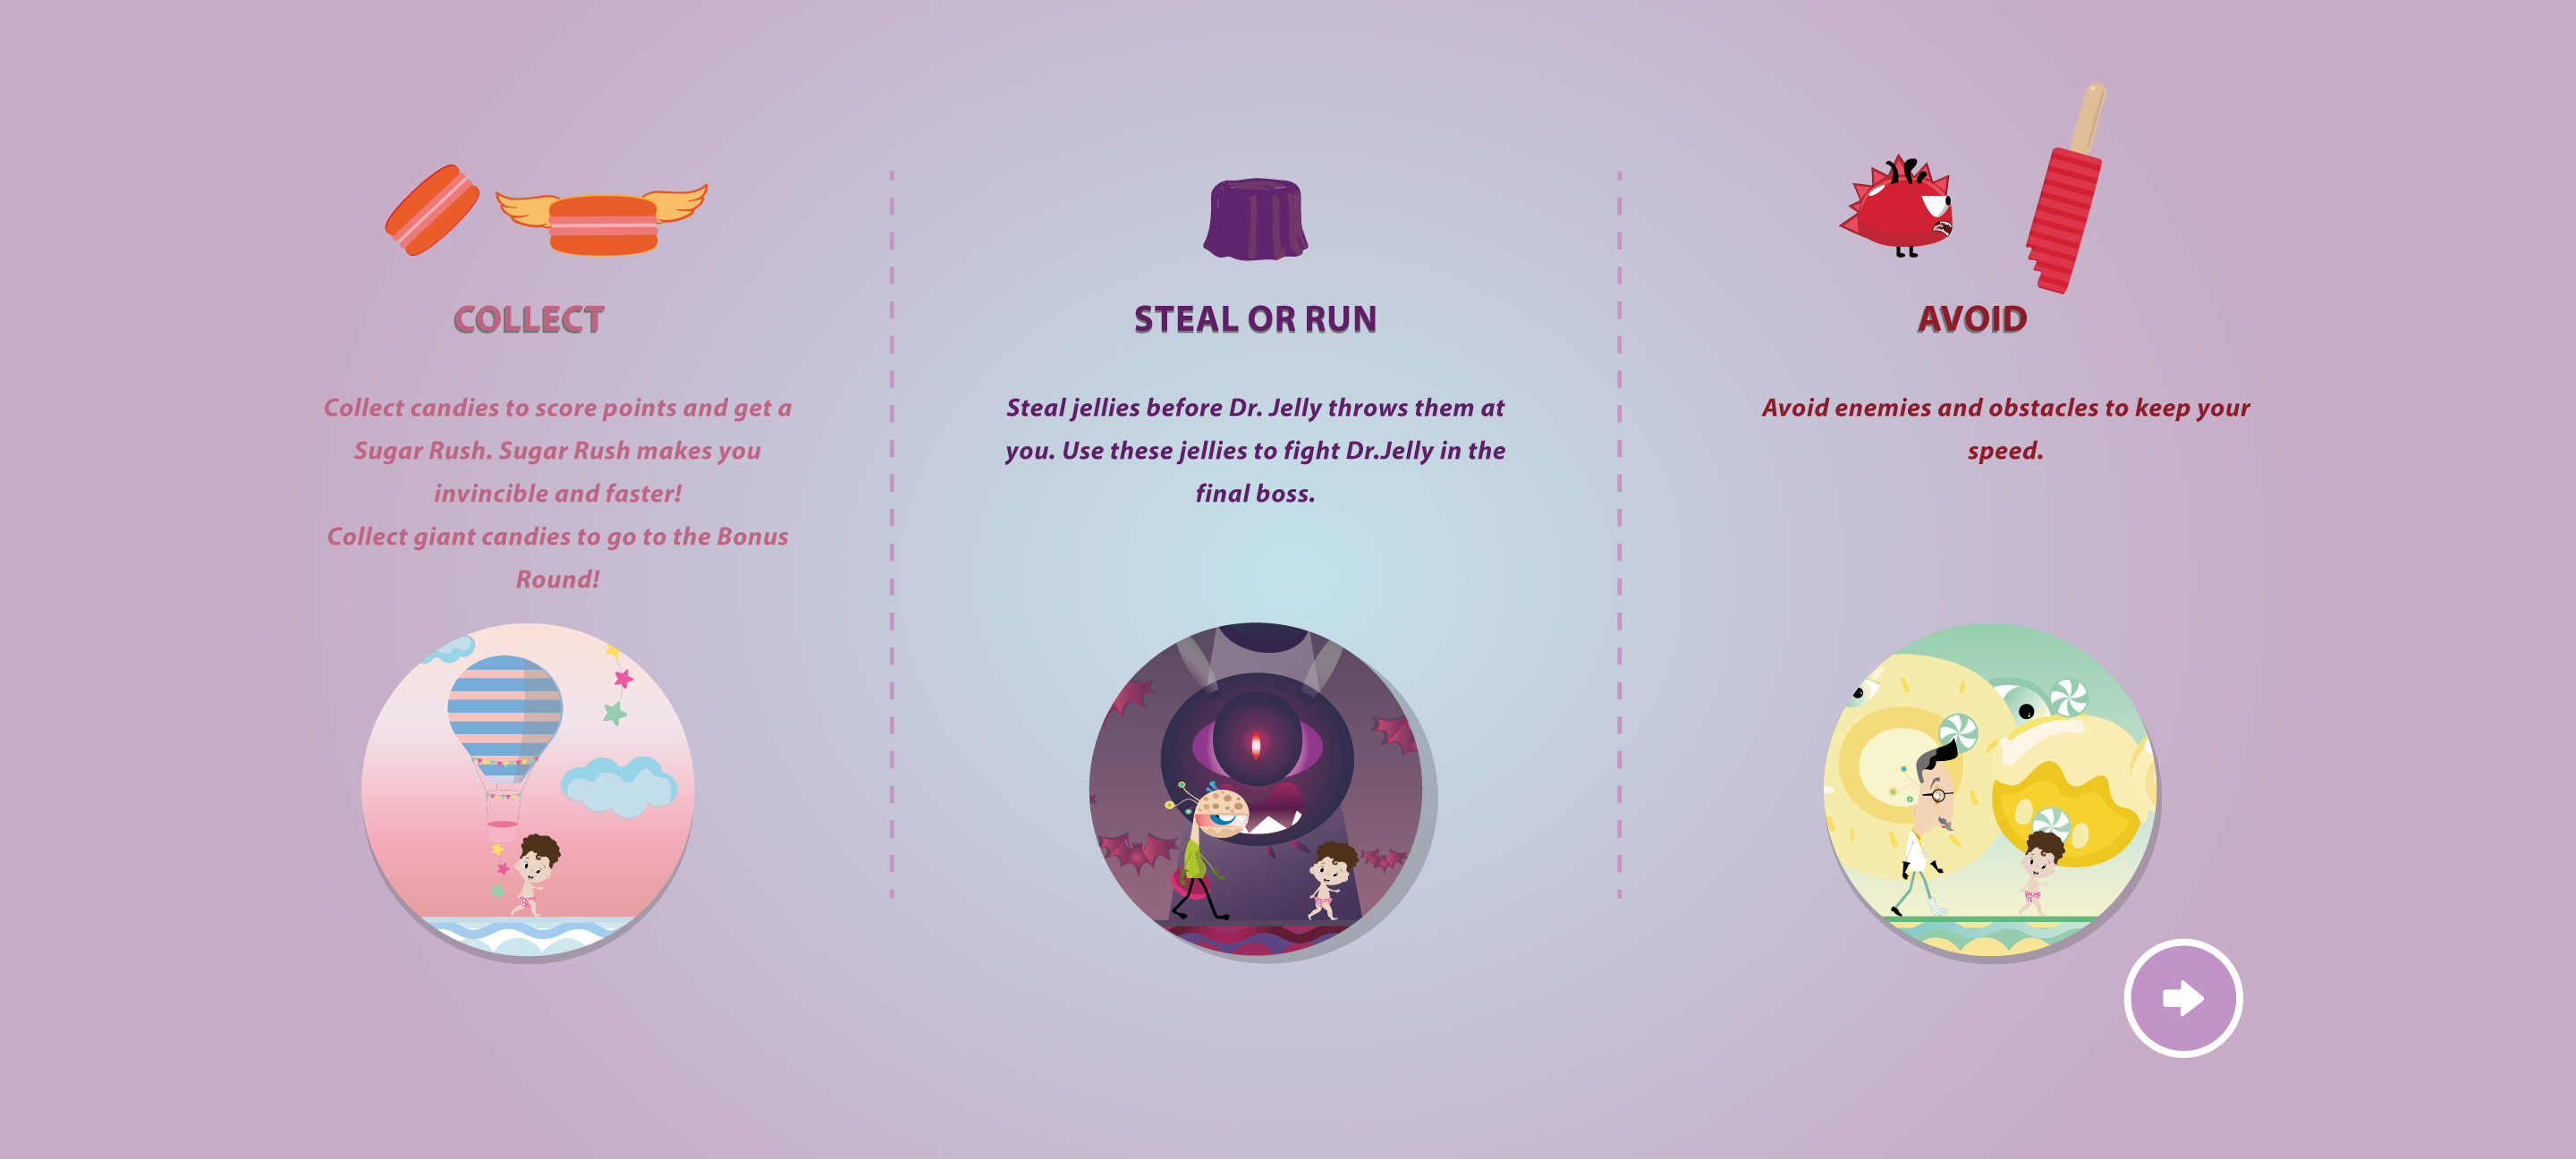 COLLECT
Collect candies to score points and get a
Sugar Rush. Sugar Rush makes you
invincible and faster!
Collect giant candies to go to the Bonus
Round!
STEAL OR RUN
Steal jellies before Dr. Jelly throws them at
you. Use these jellies to fight Dr.Jelly in the
final boss.
AVOID
Avoid enemies and obstacles to keep your
speed.